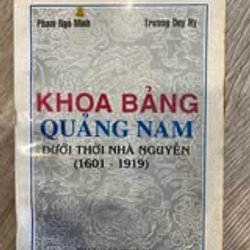 Phạm Ngô Minh Trương Duy Hy
KHOA BẢNG
QUẢNG NAM
DƯỚI THỜI NHÀ NGUYỄN
(1601 - 1919)